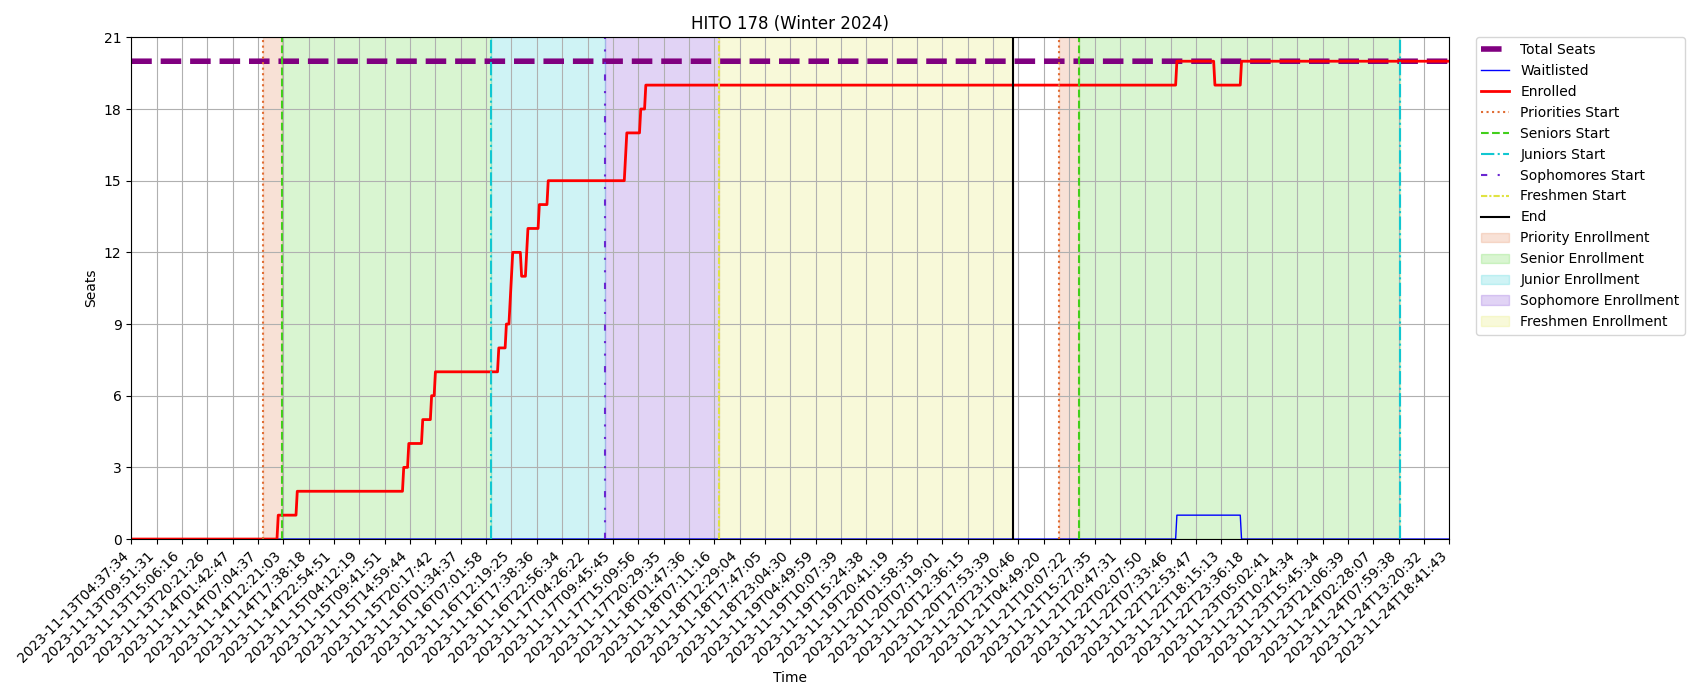 HITO 178 (Winter 2024)
21
18
15
12
9
6
3
0
Seats
2023-11-13T04:37:34
2023-11-13T09:51:31
2023-11-13T15:06:16
2023-11-13T20:21:26
2023-11-14T01:42:47
2023-11-14T07:04:37
2023-11-14T12:21:03
2023-11-14T17:38:18
2023-11-14T22:54:51
2023-11-15T04:12:19
2023-11-15T09:41:51
2023-11-15T14:59:44
2023-11-15T20:17:42
2023-11-16T01:34:37
2023-11-16T07:01:58
2023-11-16T12:19:25
2023-11-16T17:38:36
2023-11-16T22:56:34
2023-11-17T04:26:22
2023-11-17T09:45:45
2023-11-17T15:09:56
2023-11-17T20:29:35
2023-11-18T01:47:36
2023-11-18T07:11:16
2023-11-18T12:29:04
2023-11-18T17:47:05
2023-11-18T23:04:30
2023-11-19T04:49:59
2023-11-19T10:07:39
2023-11-19T15:24:38
2023-11-19T20:41:19
2023-11-20T01:58:35
2023-11-20T07:19:01
2023-11-20T12:36:15
2023-11-20T17:53:39
2023-11-20T23:10:46
2023-11-21T04:49:20
2023-11-21T10:07:22
2023-11-21T15:27:35
2023-11-21T20:47:31
2023-11-22T02:07:50
2023-11-22T07:33:46
2023-11-22T12:53:47
2023-11-22T18:15:13
2023-11-22T23:36:18
2023-11-23T05:02:41
2023-11-23T10:24:34
2023-11-23T15:45:34
2023-11-23T21:06:39
2023-11-24T02:28:07
2023-11-24T07:59:38
2023-11-24T13:20:32
2023-11-24T18:41:43
Time
Total Seats
Waitlisted
Enrolled
Priorities Start
Seniors Start
Juniors Start
Sophomores Start
Freshmen Start
End
Priority Enrollment
Senior Enrollment
Junior Enrollment
Sophomore Enrollment
Freshmen Enrollment